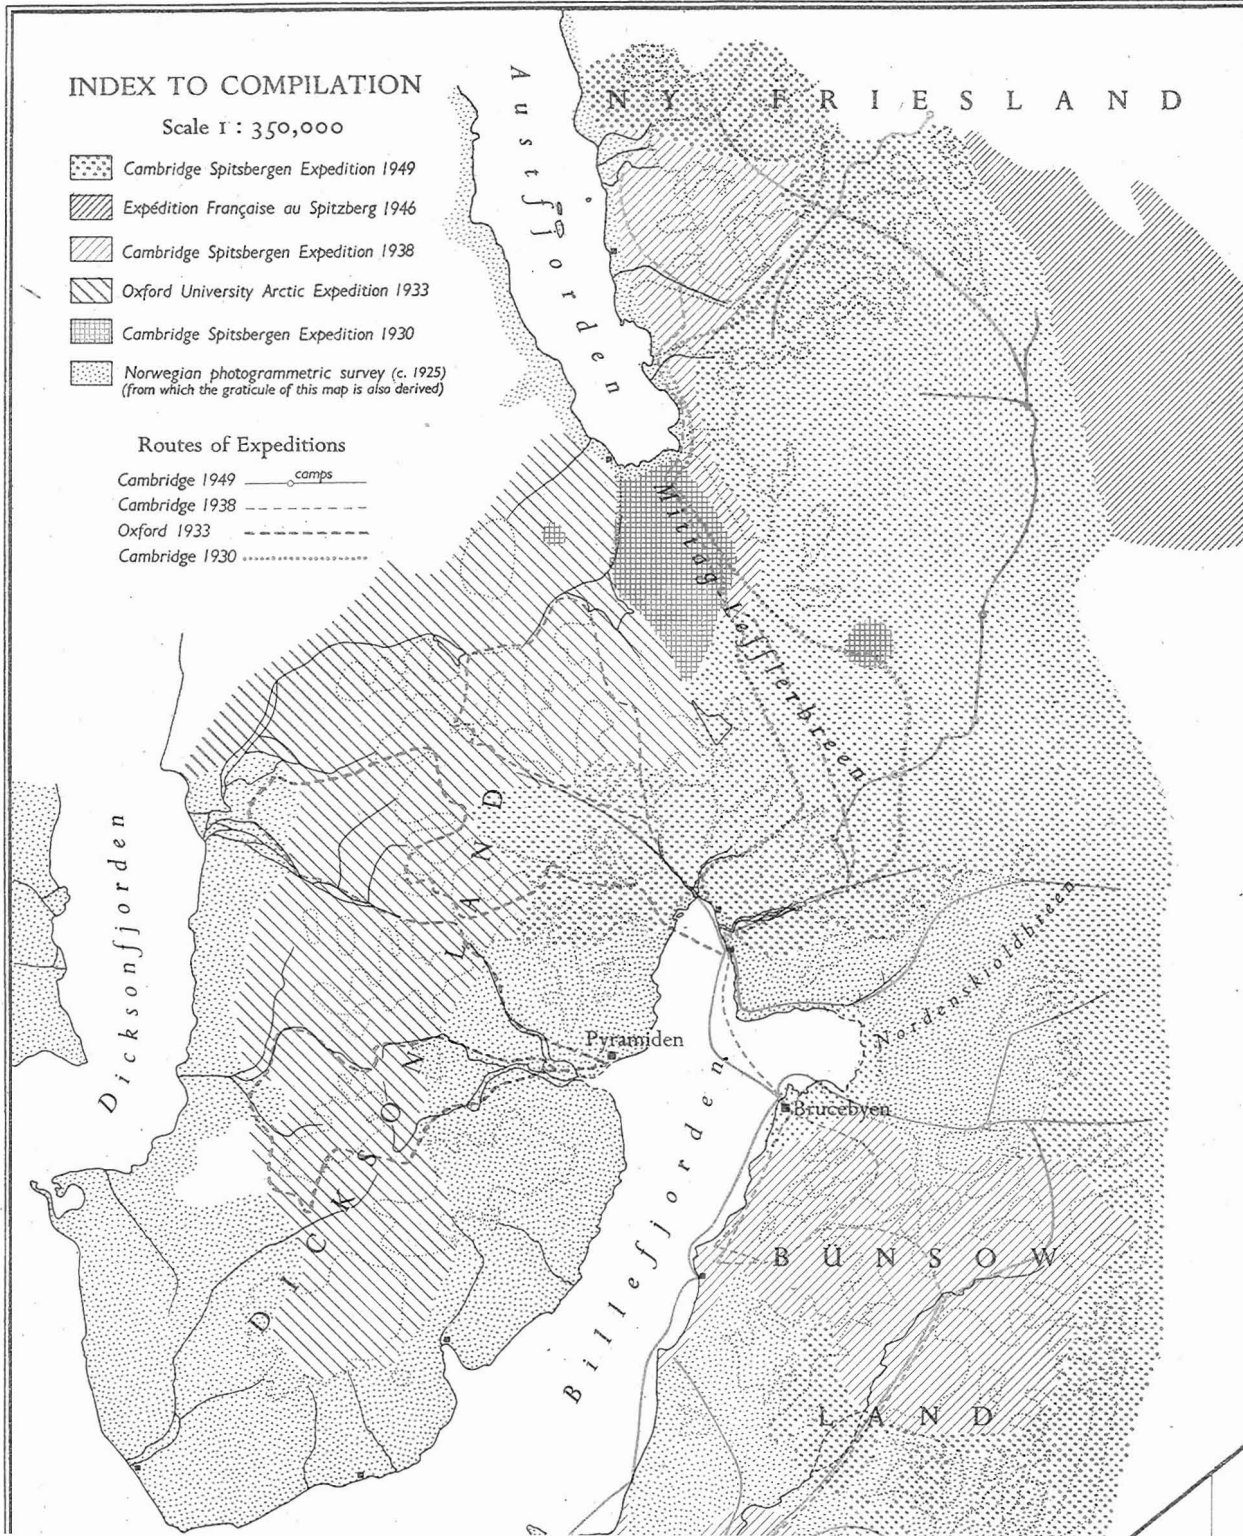 INDEX TO COMPILATION
Scale 1 : 350,000
Cambridge Spitsbergen Expedition 1949
Expédition Française au Spitzberg 1946
Cambridge Spitsbergen Expedition 1938
Oxford University Arctic Expedition 1933
Cambridge Spitsbergen Expedition 1930
Norwegian photogrammetric survey (c. 1925)
(from which the graticule of this map is also derived)
Routes of Expeditions
Cambridge 1949 camps
Cambridge 1938
Oxford 1933
Cambridge 1930
Austfjorden
NY FRIESLAND
Mittag-Lefflerbreen
Dicksonfjorden
DICKSON LAND
Pyramiden
Nordenskioldbreen
Brucebyen
Billefjorden
BÜNSOW
LAND